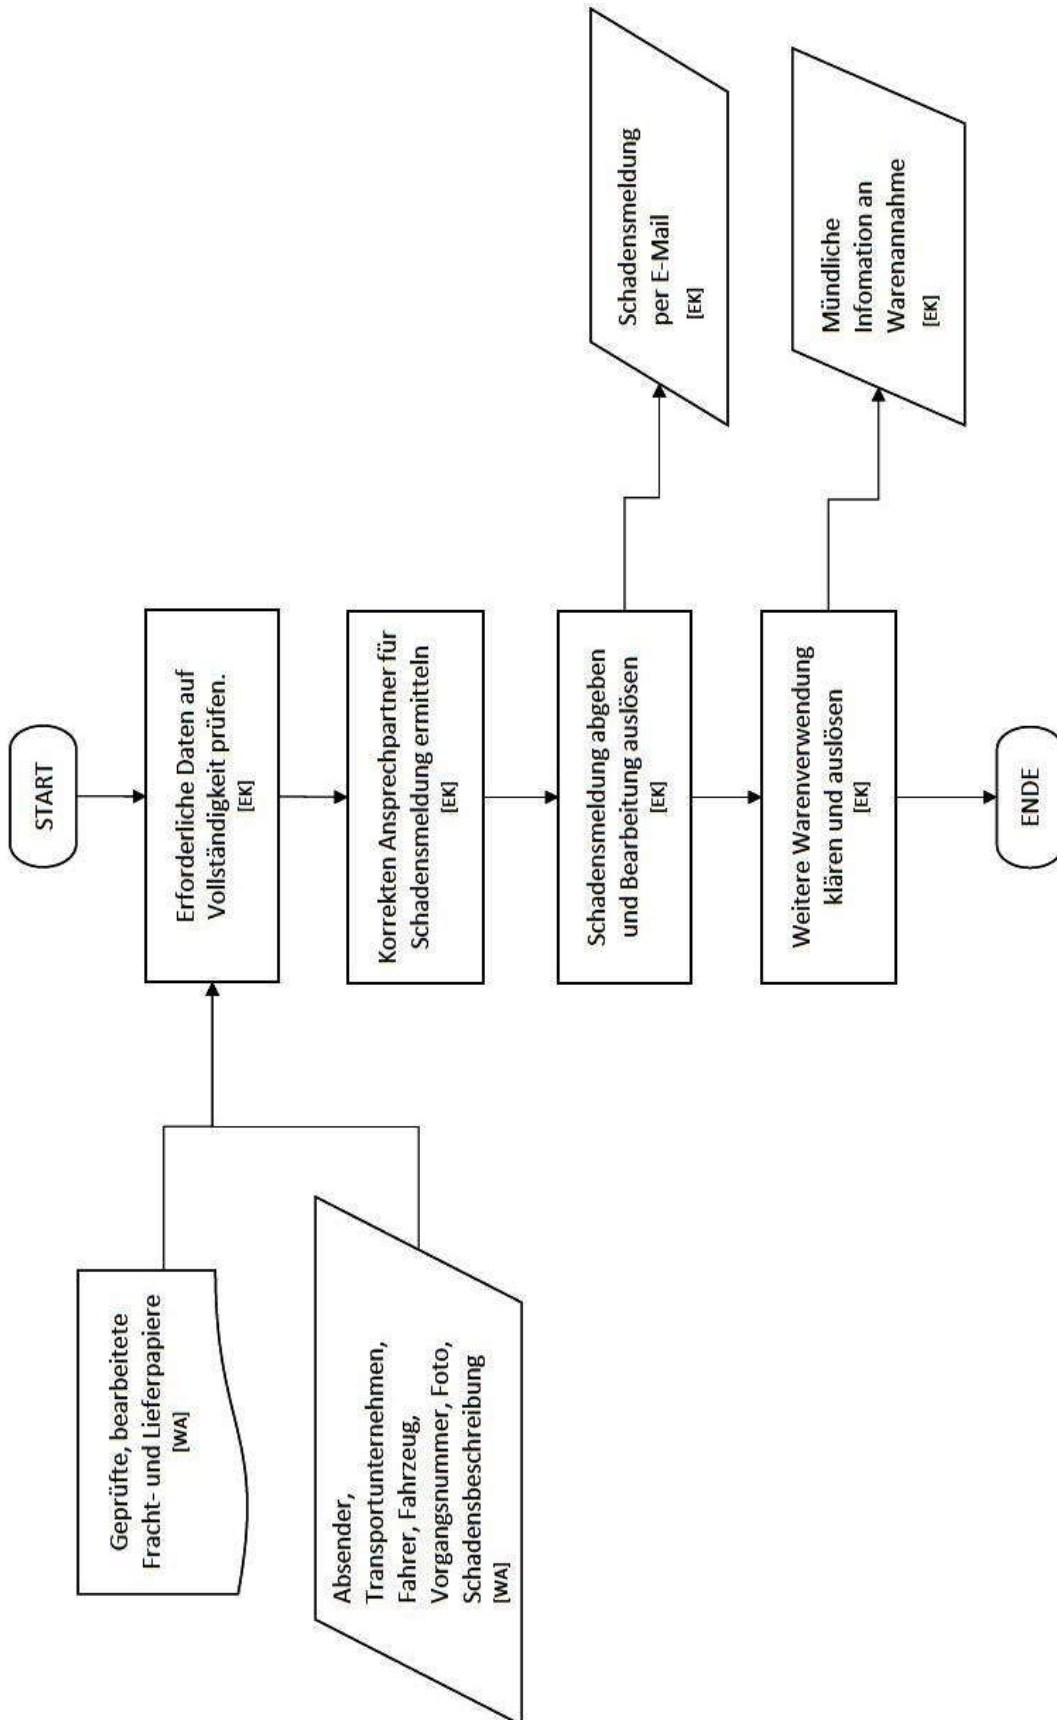 START
Geprüfte, bearbeitete
Fracht- und Lieferpapiere
[WA]
Absender,
Transportunternehmen,
Fahrer, Fahrzeug,
Vorgangsnummer, Foto,
Schadensbeschreibung
[WA]
Erforderliche Daten auf
Vollständigkeit prüfen.
[EK]
Korrekten Ansprechpartner für
Schadensmeldung ermitteln
[EK]
Schadensmeldung abgeben
und Bearbeitung auslösen
[EK]
Schadensmeldung
per E-Mail
[EK]
Weitere Warenverwendung
klären und auslösen
[EK]
Mündliche
Infomation an
Warenannahme
[EK]
ENDE